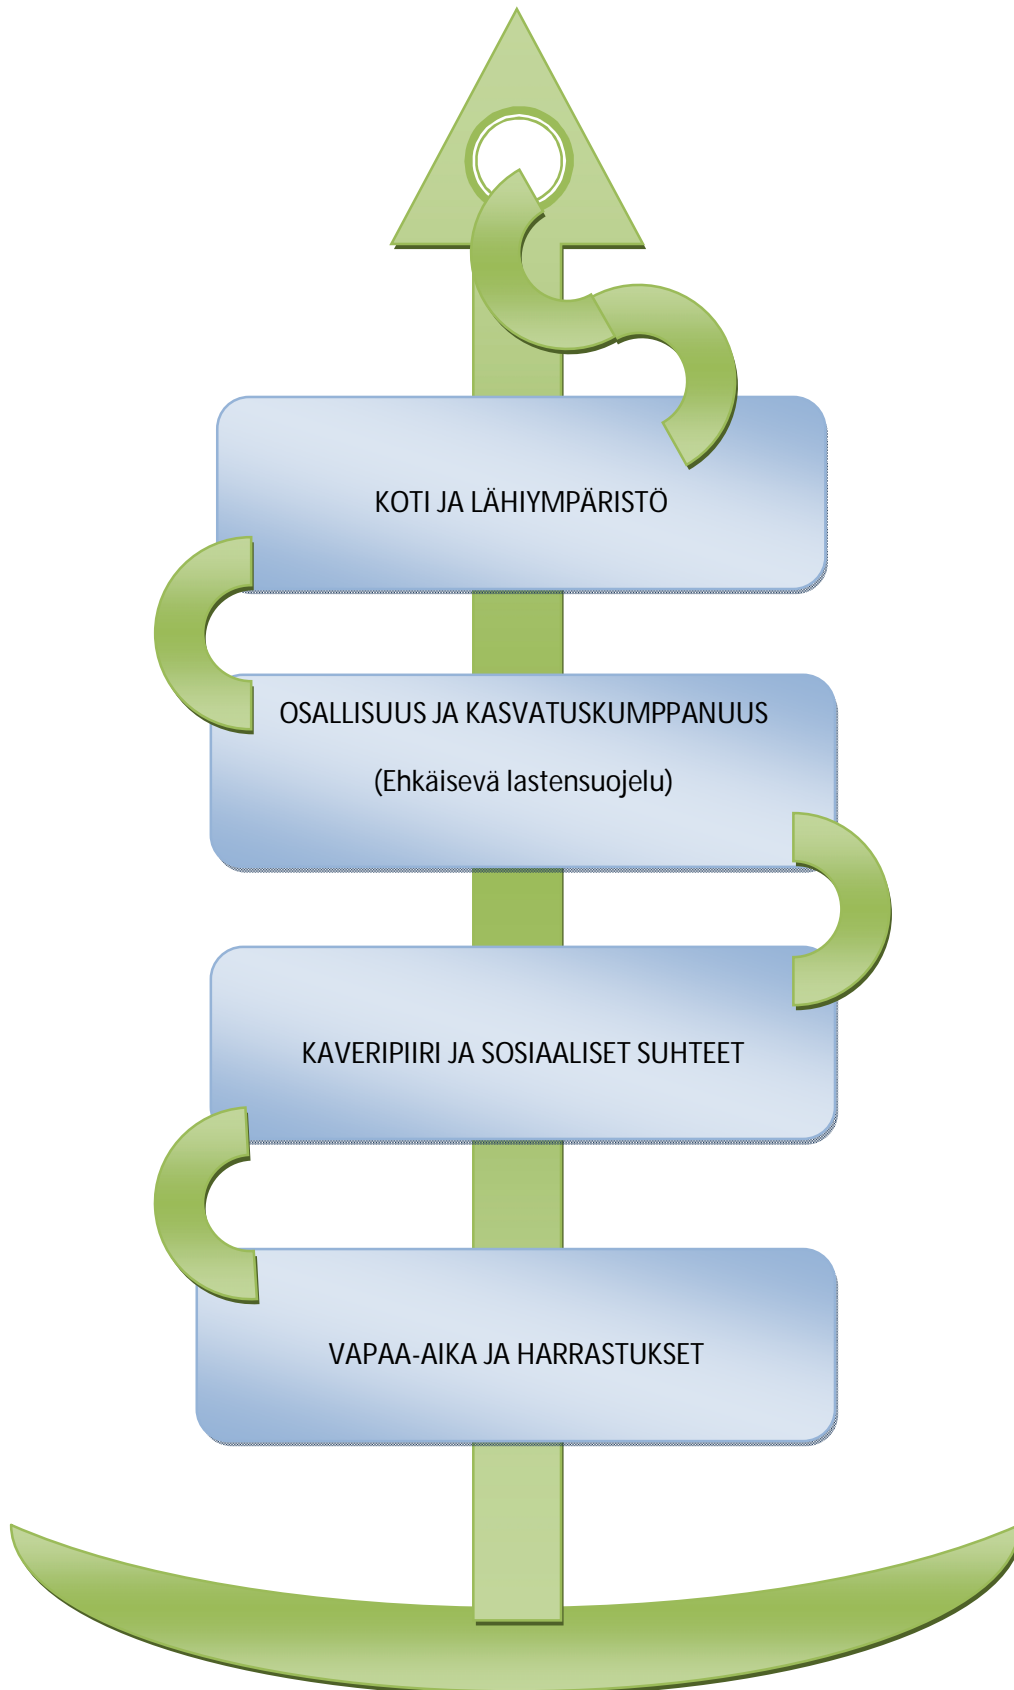 KOTI JA LÄHIYMPÄRISTÖ
OSALLISUUS JA KASVATUSKUMPPANUUS
(Ehkäisevä lastensuojelu)
KAVERIPIIRI JA SOSIAALISET SUHTEET
VAPAA-AIKA JA HARRASTUKSET